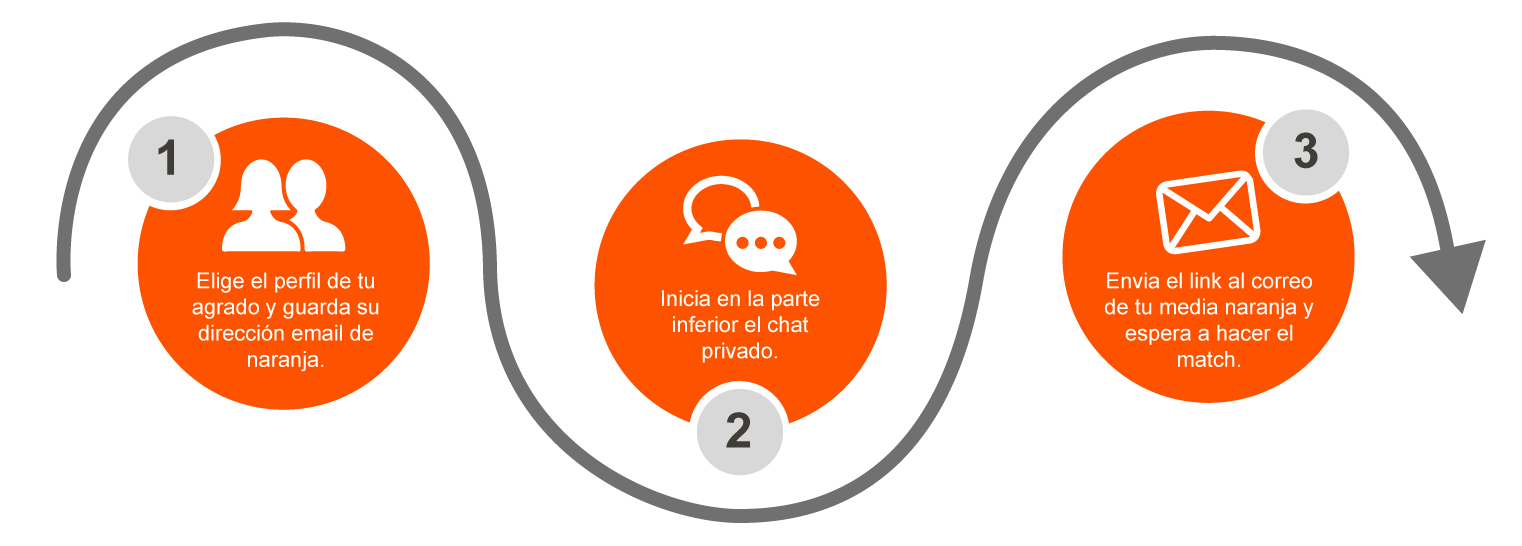 1
Elige el perfil de tu
agrado y guarda su
dirección email de
naranja.
Inicia en la parte
inferior el chat
privado.
2
3
Envia el link al correo
de tu media naranja y
espera a hacer el
match.